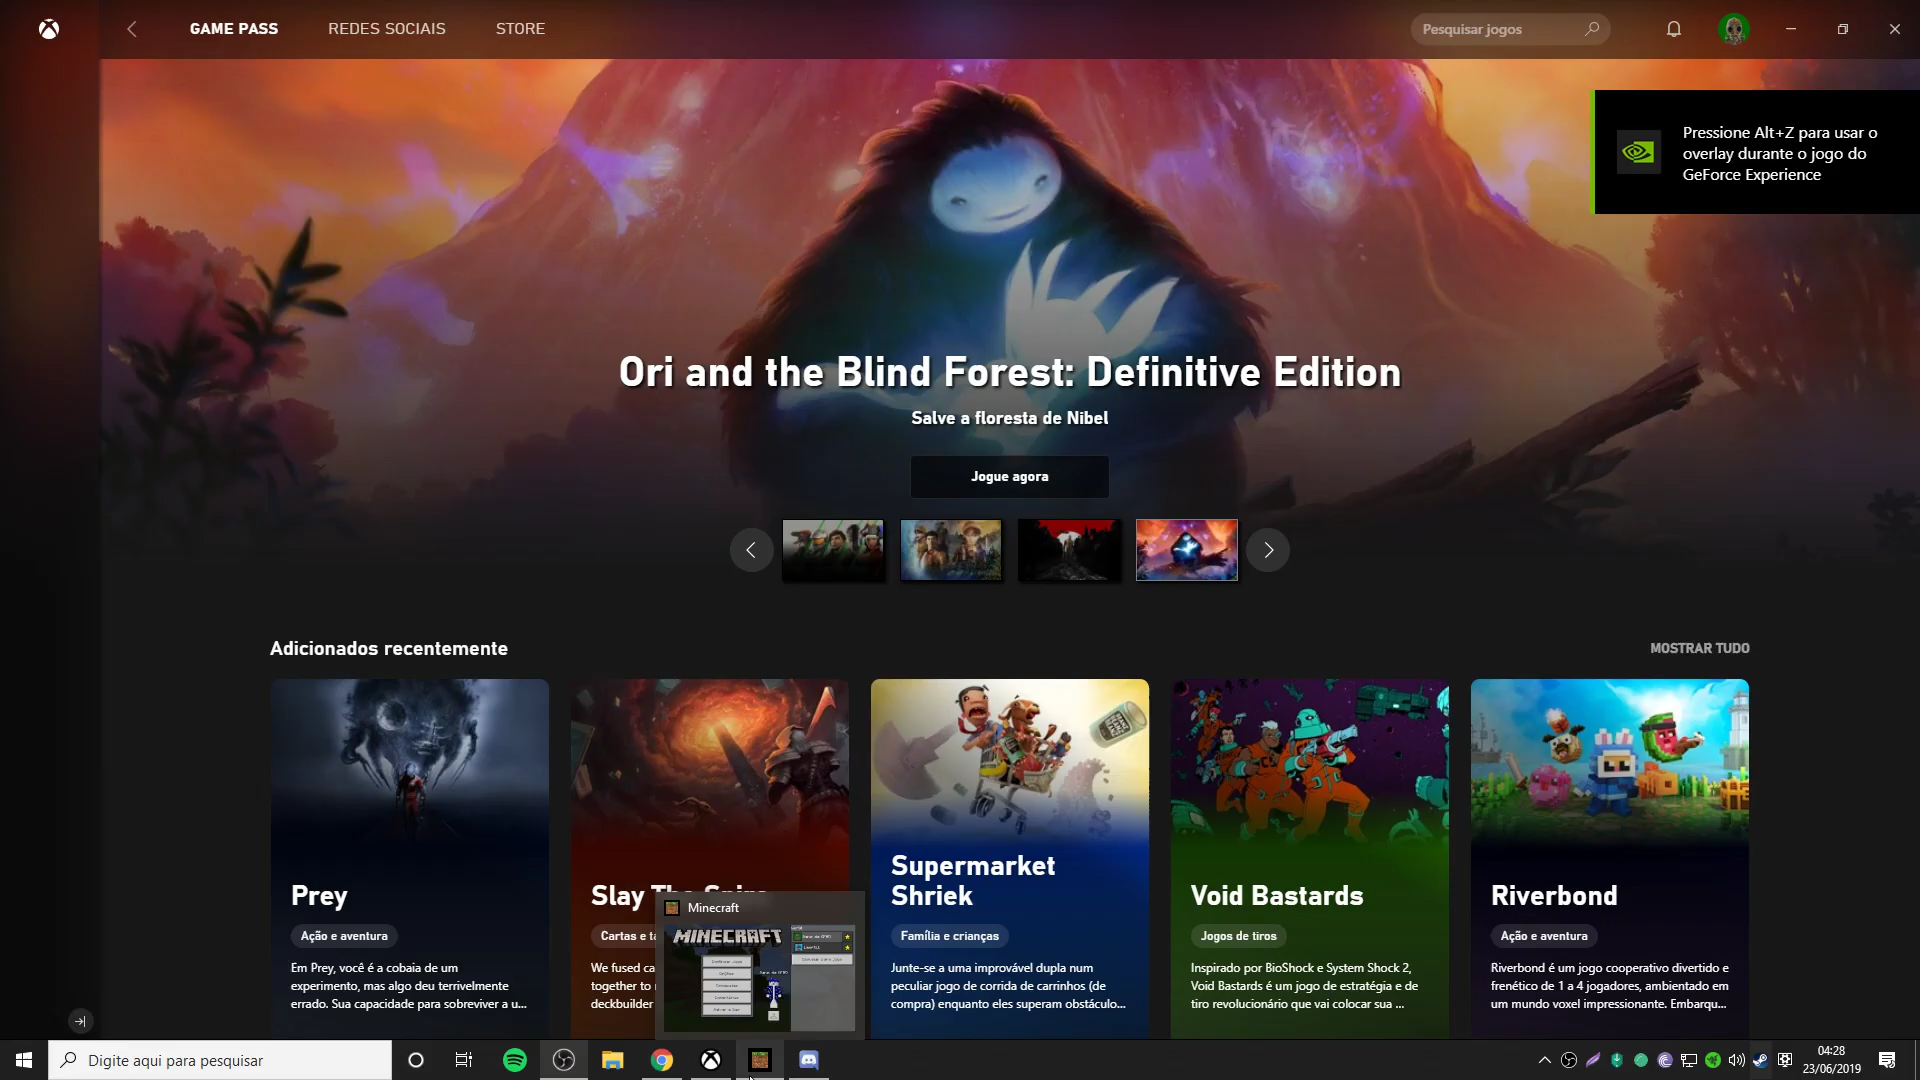 GAME PASS
REDES SOCIAIS
STORE
Pesquisar jogos
Pressione Alt+Z para usar o
overlay durante o jogo do
GeForce Experience
Ori and the Blind Forest: Definitive Edition
Salve a floresta de Nibel
Jogue agora
Adicionados recentemente
MOSTRAR TUDO
Prey
Ação e aventura
Em Prey, você é a cobaia de um
experimento, mas algo deu terrivelmente
errado. Sua capacidade para sobreviver a u...
Slay The Spire
Cartas e ta
We fused ca
together to
deckbuilder
Minecraft
MINECRAFT
Supermarket
Shriek
Família e crianças
Junte-se a uma improvável dupla num
peculiar jogo de corrida de carrinhos (de
compra) enquanto eles superam obstáculo...
Void Bastards
Jogos de tiros
Inspirado por BioShock e System Shock 2,
Void Bastards é um jogo de estratégia e de
tiro revolucionário que vai colocar sua ...
Riverbond
Ação e aventura
Riverbond é um jogo cooperativo divertido e
frenético de 1 a 4 jogadores, ambientado em
um mundo voxel impressionante. Embarqu...
Digite aqui para pesquisar
04:28
23/06/2019